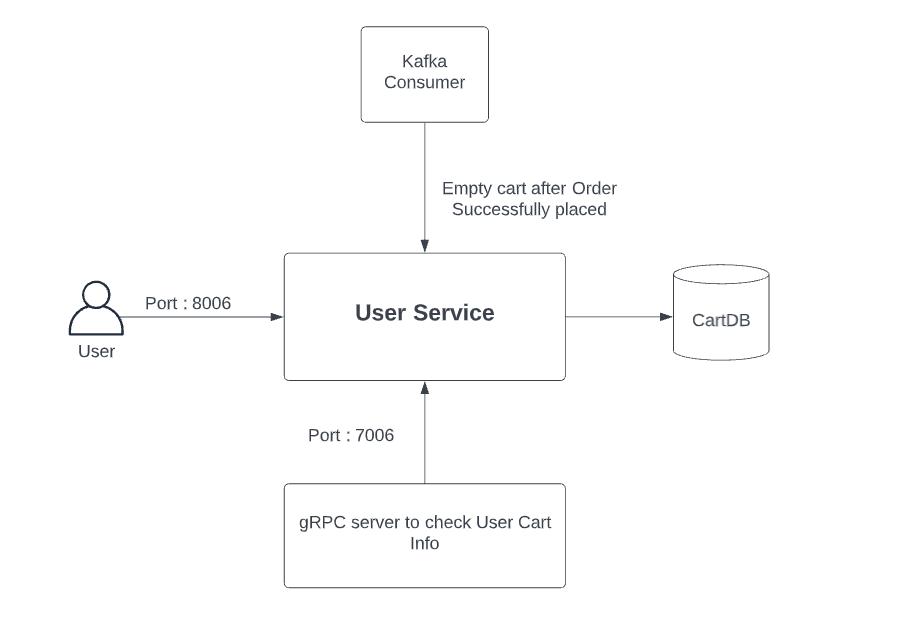 Kafka
Consumer
Empty cart after Order
Successfully placed
Port : 8006
User
User Service
CartDB
Port : 7006
gRPC server to check User Cart
Info